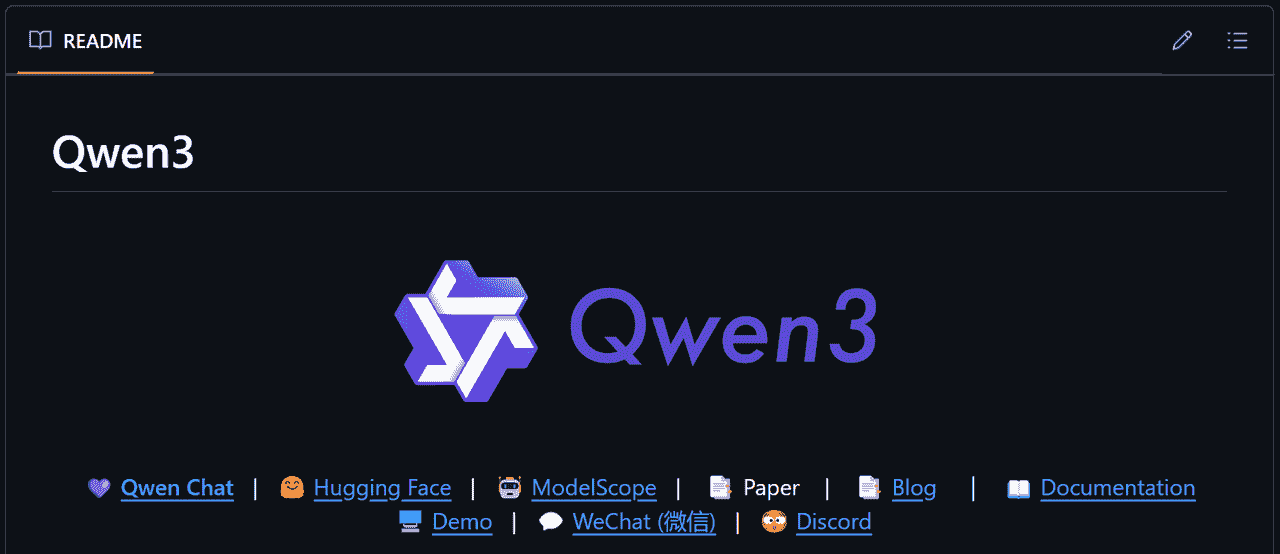 README
Qwen3
Qwen3
Qwen Chat | Hugging Face | ModelScope | Paper | Blog | Documentation
Demo | WeChat (微信) | Discord